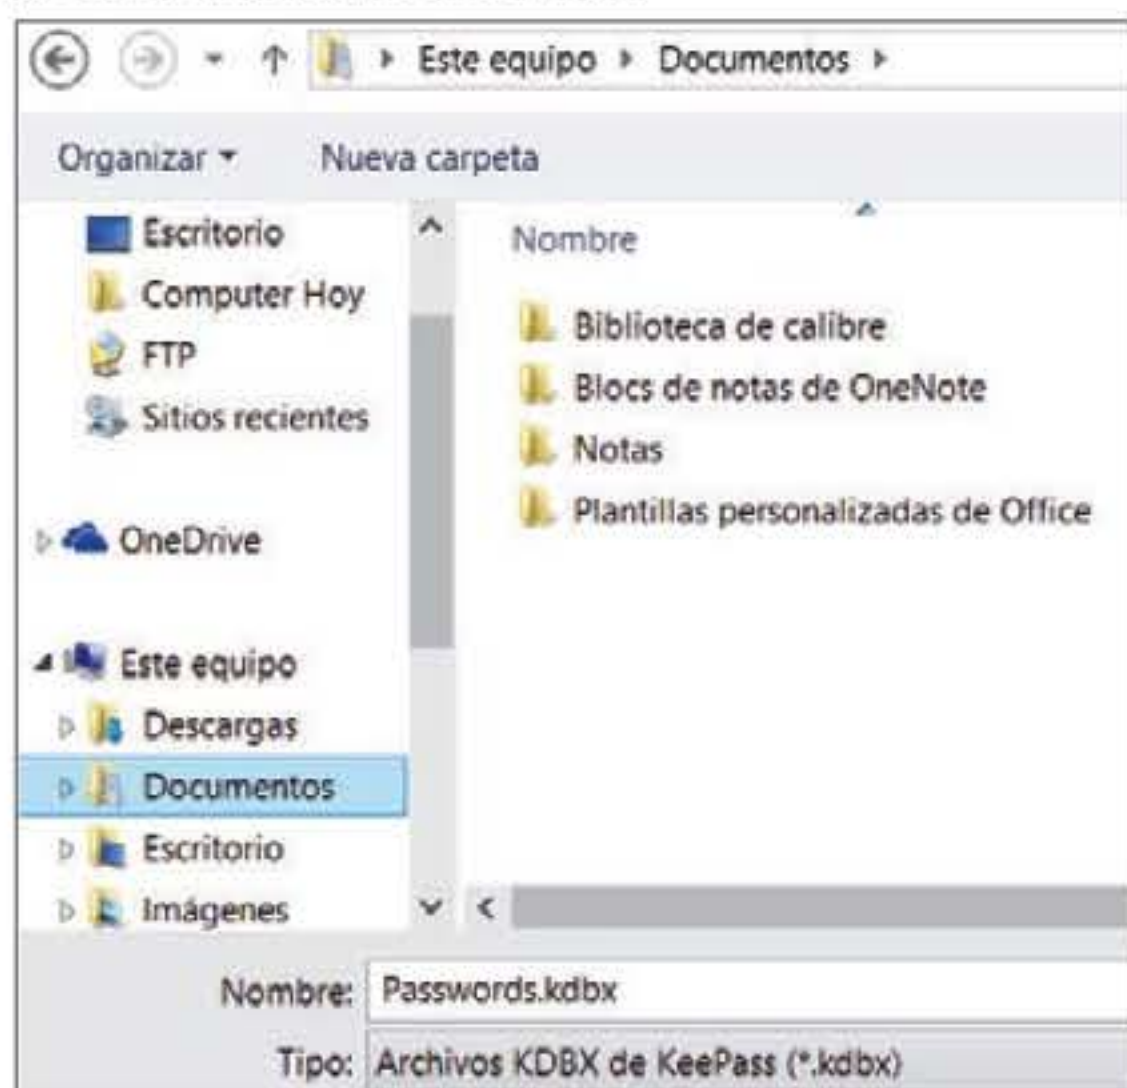 Este equipo Documentos
Organizar Nueva carpeta
Escritorio
Computer Hoy
FTP
Sitios recientes
OneDrive
Este equipo
Descargas
Documentos
Escritorio
Imágenes
Nombre
Biblioteca de calibre
Blocs de notas de OneNote
Notas
Plantillas personalizadas de Office
Nombre: Passwords.kdbx
Tipo: Archivos KDBX de KeePass (*.kdbx)